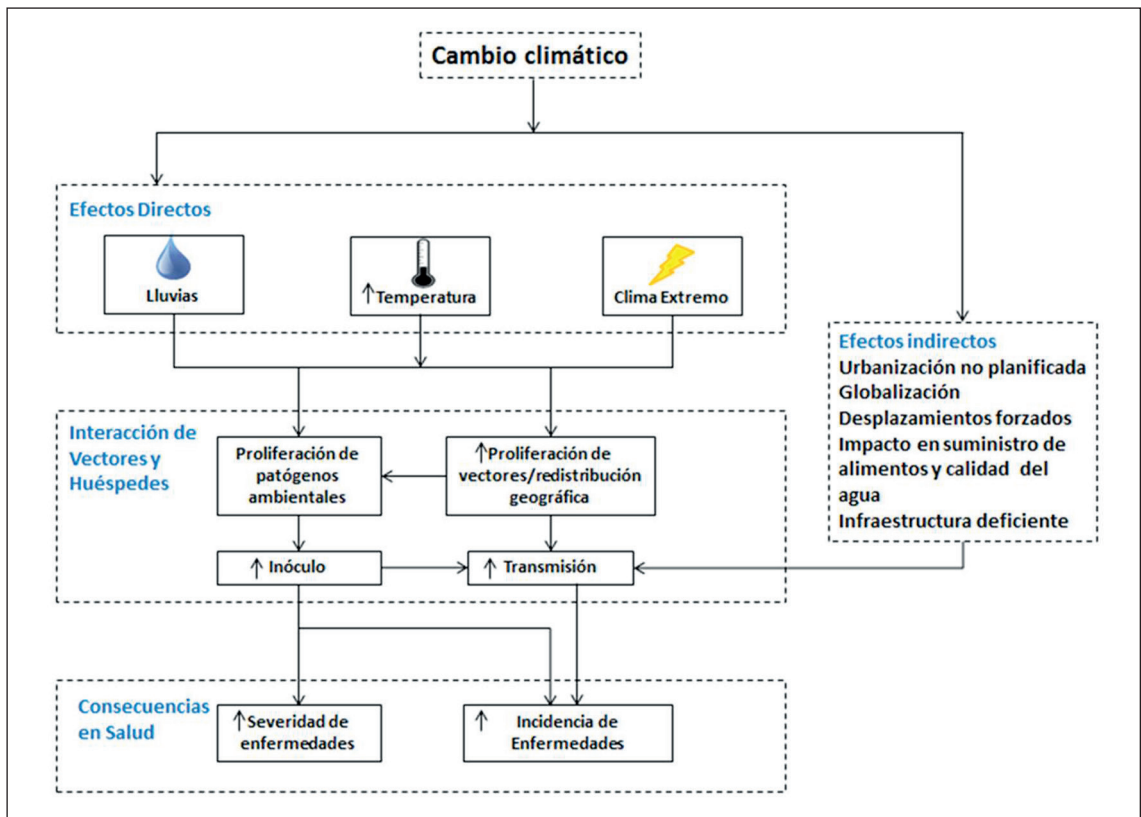 Cambio climático
Efectos Directos
Lluvias
↑Temperatura
Clima Extremo
Efectos indirectos
Urbanización no planificada
Globalización
Desplazamientos forzados
Impacto en suministro de
alimentos y calidad del
agua
Infraestructura deficiente
Interacción de
Vectores y
Huéspedes
Proliferación de
patógenos
ambientales
↑Proliferación de
vectores/redistribución
geográfica
↑ Inóculo
↑ Transmisión
Consecuencias
en Salud
↑Severidad de
enfermedades
↑ Incidencia de
Enfermedades